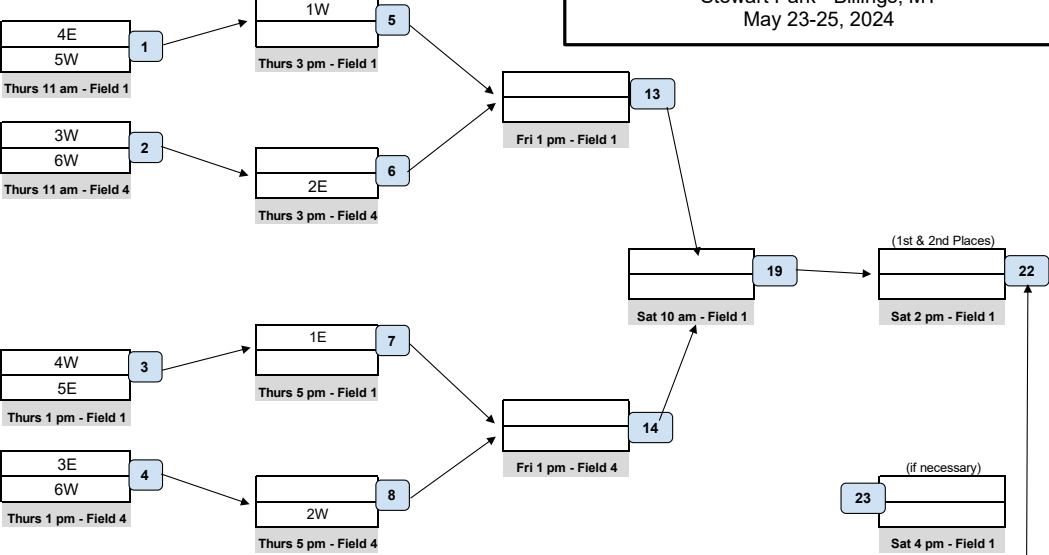 Stewart Park - Billings, MT
May 23-25, 2024
1W
5
Thurs 3 pm - Field 1
4E
1
5W
Thurs 11 am - Field 1
13
Fri 1 pm - Field 1
3W
2
6W
Thurs 11 am - Field 4
6
2E
Thurs 3 pm - Field 4
19
Sat 10 am - Field 1
(1st & 2nd Places)
22
Sat 2 pm - Field 1
1E
7
Thurs 5 pm - Field 1
4W
3
5E
Thurs 1 pm - Field 1
14
Fri 1 pm - Field 4
3E
4
6W
Thurs 1 pm - Field 4
8
2W
Thurs 5 pm - Field 4
(if necessary)
23
Sat 4 pm - Field 1